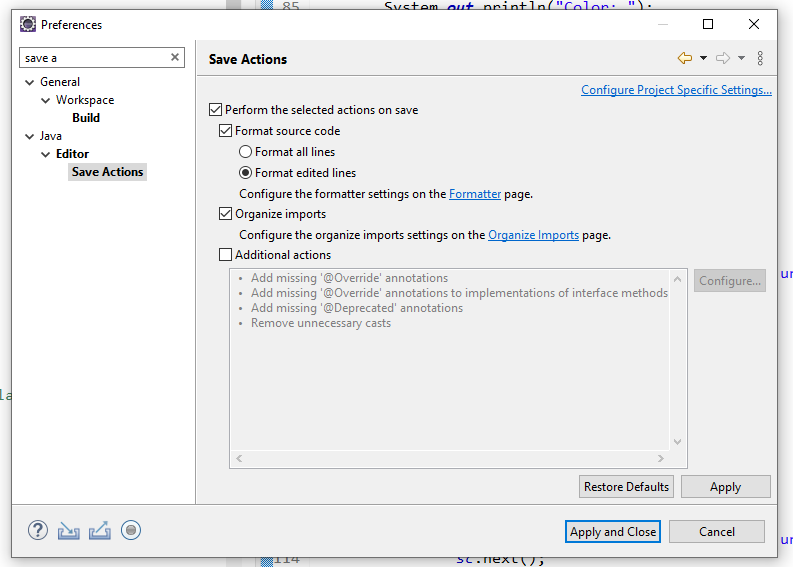 85 System.out.println("Color: ");
Preferences
save a
Save Actions
Configure Project Specific Settings...
General
Workspace
Build
Java
Editor
Save Actions
Perform the selected actions on save
Format source code
Format all lines
Format edited lines
Configure the formatter settings on the Formatter page.
Organize imports
Configure the organize imports settings on the Organize Imports page.
Additional actions
• Add missing '@Override' annotations
• Add missing '@Override' annotations to implementations of interface methods
• Add missing '@Deprecated' annotations
• Remove unnecessary casts
Configure...
un
la
Restore Defaults
Apply
Apply and Close
Cancel
un
114 sc.next();